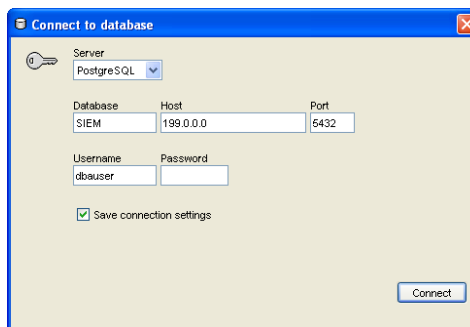 Connect to database
Server
PostgreSQL
Database Host Port
SIEM 199.0.0.0 5432
Username Password
dbauser
Save connection settings
Connect